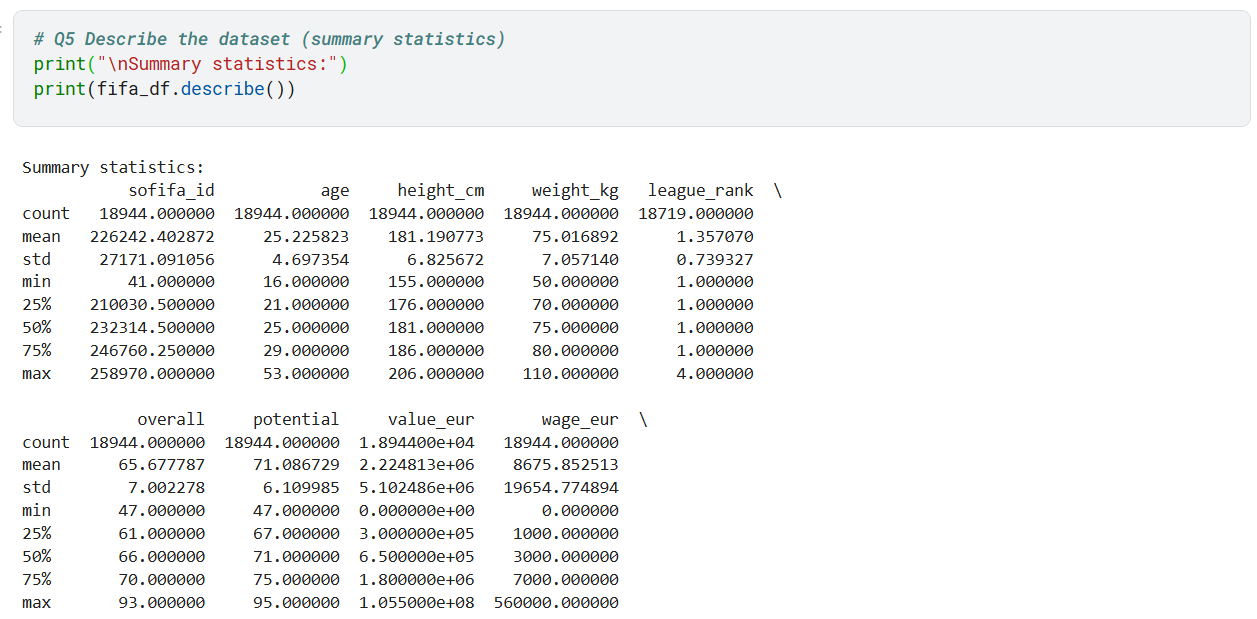 # Q5 Describe the dataset (summary statistics)
print("\nSummary statistics:")
print(fifa_df.describe())
Summary statistics:
           sofifa_id           age     height_cm     weight_kg   league_rank  \
count   18944.000000  18944.000000  18944.000000  18944.000000  18719.000000
mean   226242.402872     25.225823    181.190773     75.016892      1.357070
std     27171.091056      4.697354      6.825672      7.057140      0.739327
min        41.000000     16.000000    155.000000     50.000000      1.000000
25%    210030.500000     21.000000    176.000000     70.000000      1.000000
50%    232314.500000     25.000000    181.000000     75.000000      1.000000
75%    246760.250000     29.000000    186.000000     80.000000      1.000000
max    258970.000000     53.000000    206.000000    110.000000      4.000000
            overall     potential     value_eur       wage_eur  \
count  18944.000000  18944.000000  1.894400e+04   18944.000000
mean      65.677787     71.086729  2.224813e+06    8675.852513
std        7.002278      6.109985  5.102486e+06   19654.774894
min       47.000000     47.000000  0.000000e+00       0.000000
25%       61.000000     67.000000  3.000000e+05    1000.000000
50%       66.000000     71.000000  6.500000e+05    3000.000000
75%       70.000000     75.000000  1.800000e+06    7000.000000
max       93.000000     95.000000  1.055000e+08  560000.000000